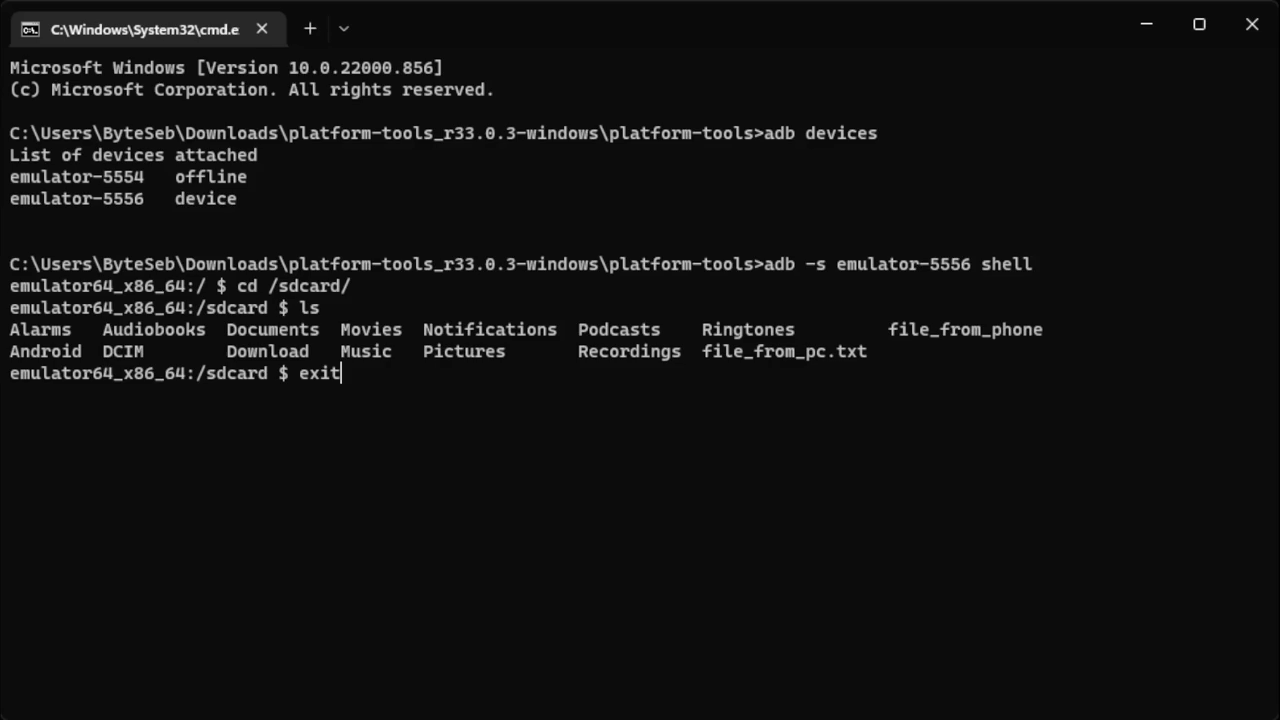 C:\Windows\System32\cmd.e
Microsoft Windows [Version 10.0.22000.856]
(c) Microsoft Corporation. All rights reserved.
C:\Users\ByteSeb\Downloads\platform-tools_r33.0.3-windows\platform-tools>adb devices
List of devices attached
emulator-5554   offline
emulator-5556   device
C:\Users\ByteSeb\Downloads\platform-tools_r33.0.3-windows\platform-tools>adb -s emulator-5556 shell
emulator64_x86_64:/ $ cd /sdcard/
emulator64_x86_64:/sdcard $ ls
Alarms   Audiobooks  Documents  Movies  Notifications  Podcasts    Ringtones         file_from_phone
Android  DCIM        Download   Music   Pictures       Recordings  file_from_pc.txt
emulator64_x86_64:/sdcard $ exit